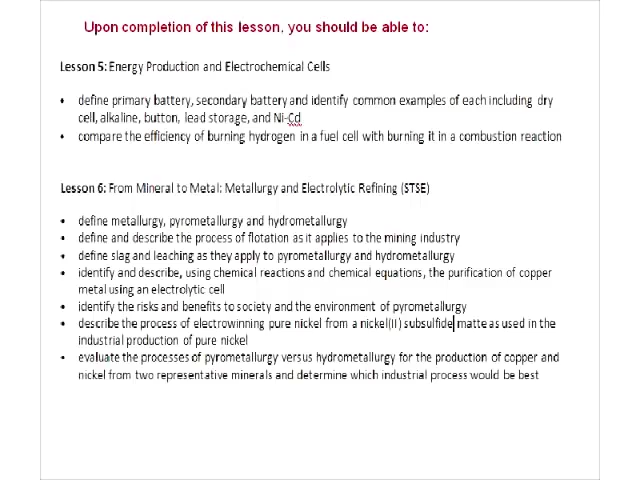 Upon completion of this lesson, you should be able to:
Lesson 5: Energy Production and Electrochemical Cells
• define primary battery, secondary battery and identify common examples of each including dry
cell, alkaline, button, lead storage, and Ni-Cd
• compare the efficiency of burning hydrogen in a fuel cell with burning it in a combustion reaction
Lesson 6: From Mineral to Metal: Metallurgy and Electrolytic Refining (STSE)
• define metallurgy, pyrometallurgy and hydrometallurgy
• define and describe the process of flotation as it applies to the mining industry
• define slag and leaching as they apply to pyrometallurgy and hydrometallurgy
• identify and describe, using chemical reactions and chemical equations, the purification of copper
metal using an electrolytic cell
• identify the risks and benefits to society and the environment of pyrometallurgy
• describe the process of electrowinning pure nickel from a nickel(II) subsulfide matte as used in the
industrial production of pure nickel
• evaluate the processes of pyrometallurgy versus hydrometallurgy for the production of copper and
nickel from two representative minerals and determine which industrial process would be best